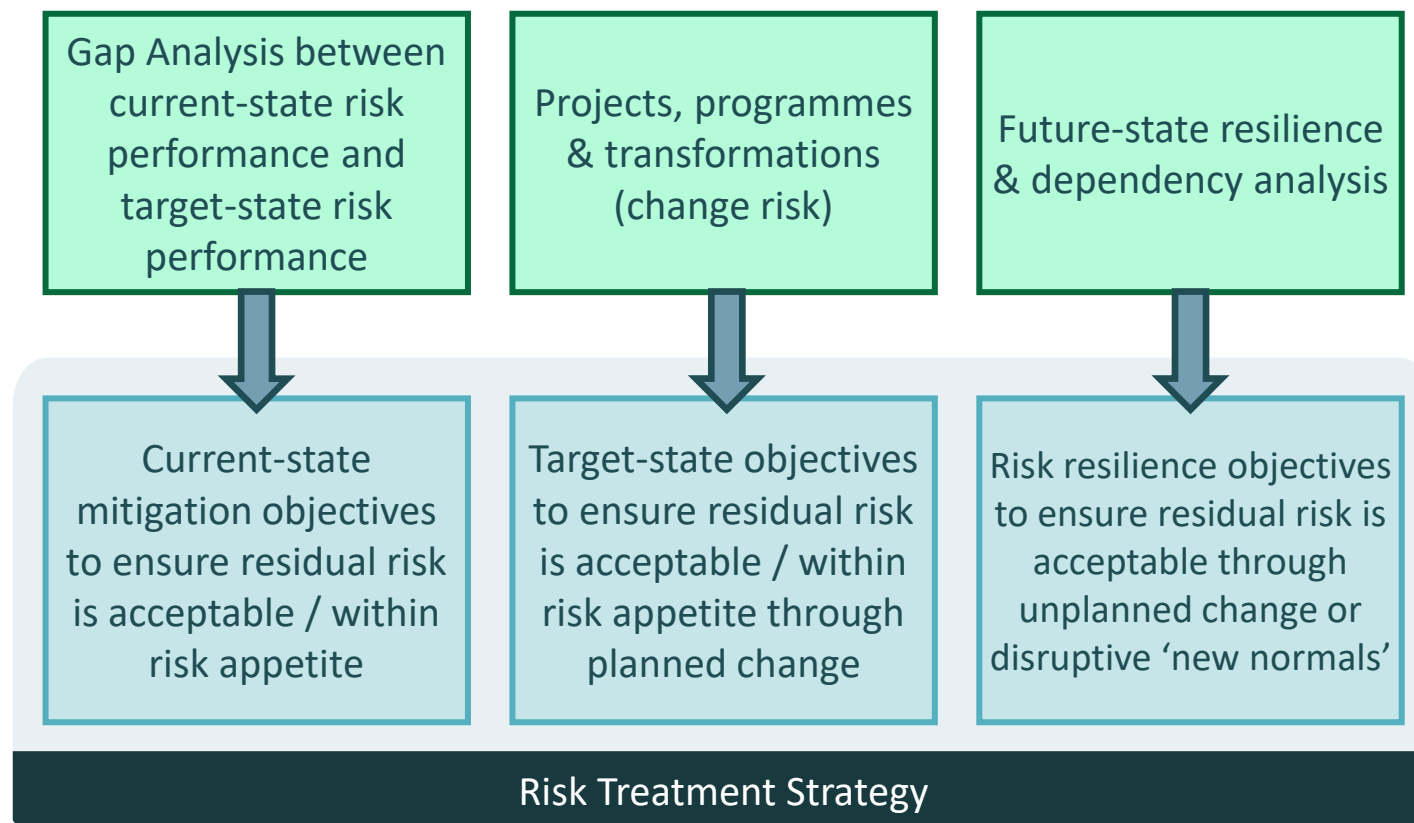 Gap Analysis between
current-state risk
performance and
target-state risk
performance
Projects, programmes
& transformations
(change risk)
Future-state resilience
& dependency analysis
Current-state
mitigation objectives
to ensure residual risk
is acceptable / within
risk appetite
Target-state objectives
to ensure residual risk
is acceptable / within
risk appetite through
planned change
Risk resilience objectives
to ensure residual risk is
acceptable through
unplanned change or
disruptive ‘new normals’
Risk Treatment Strategy